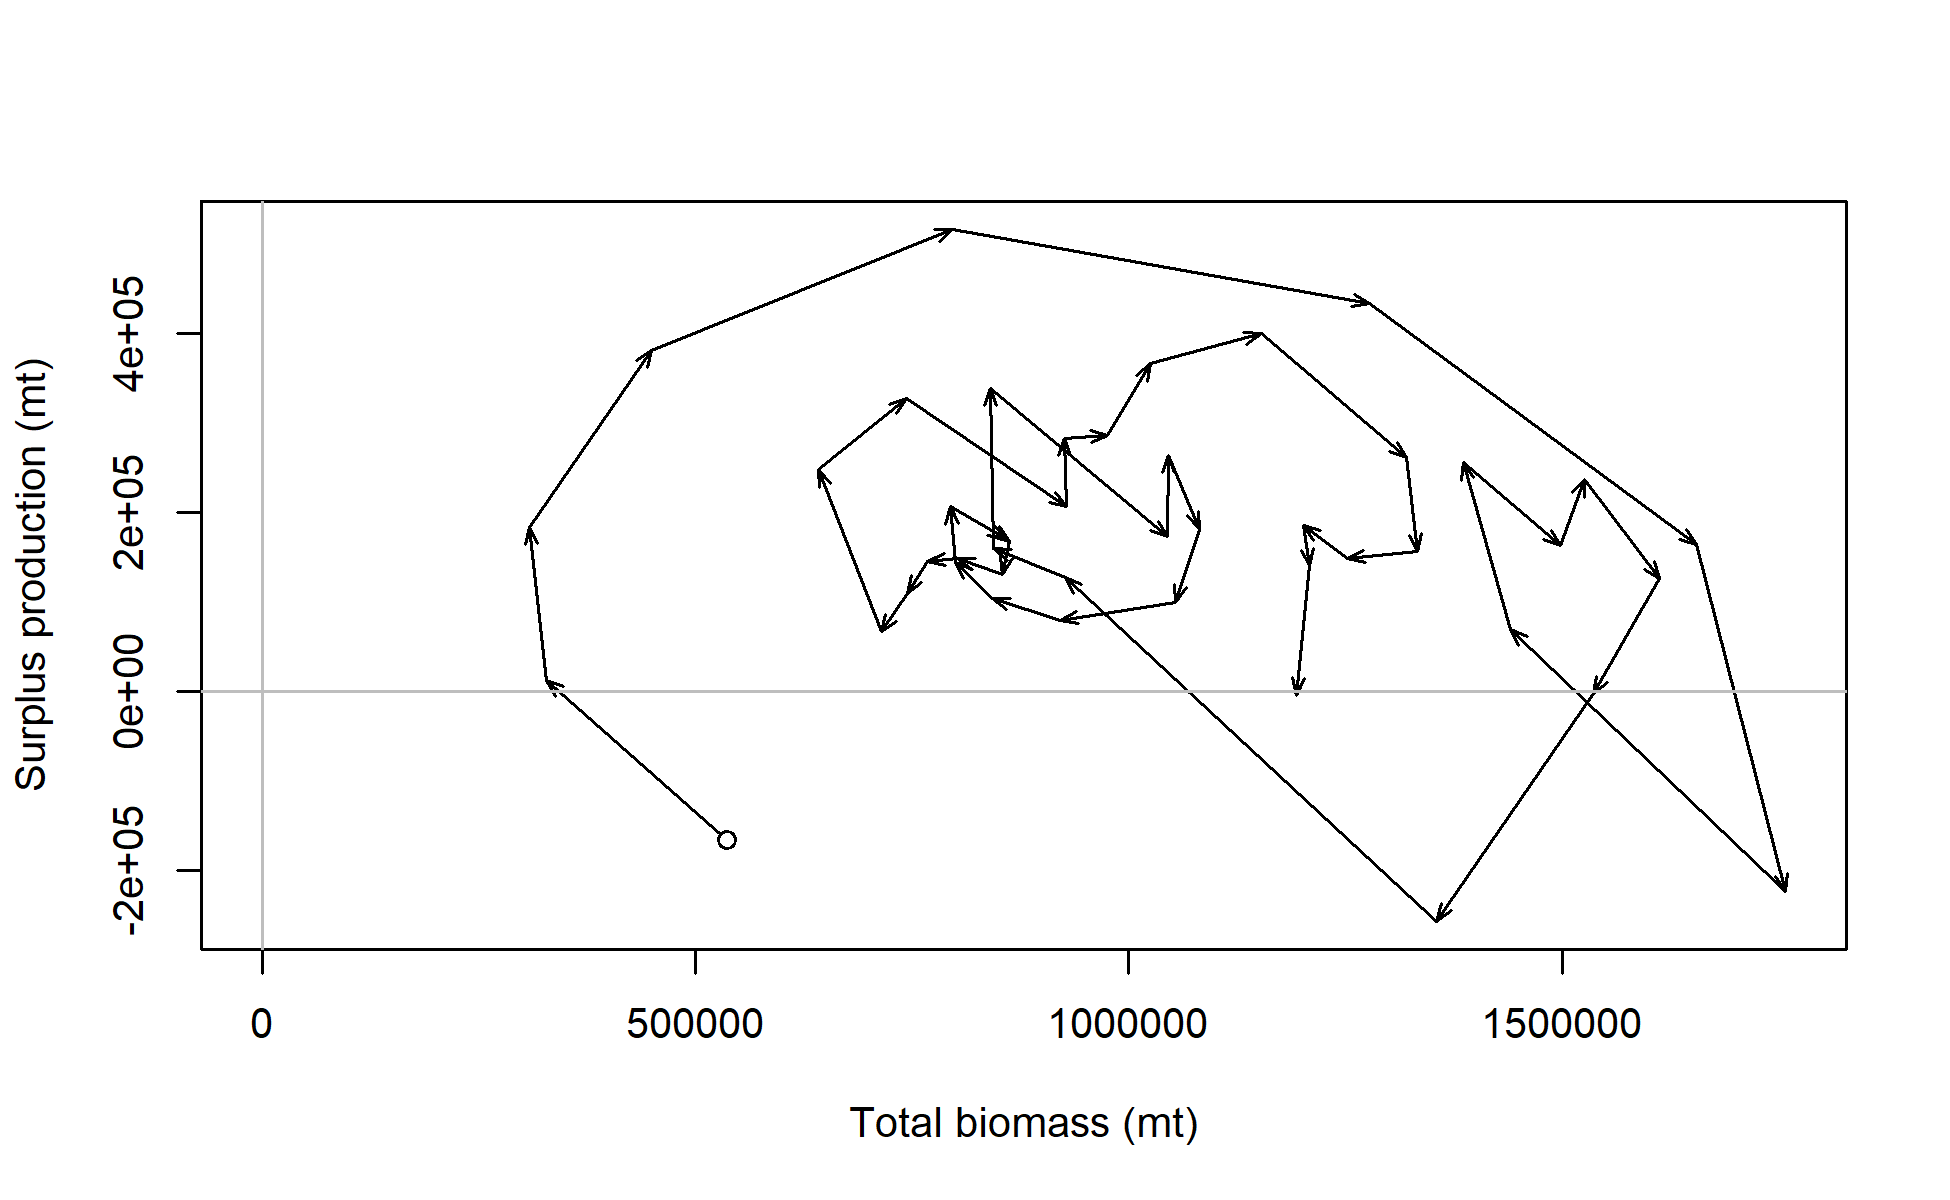 Surplus production (mt)
4e+05
2e+05
0e+00
-2e+05
0 500000 1000000 1500000
Total biomass (mt)